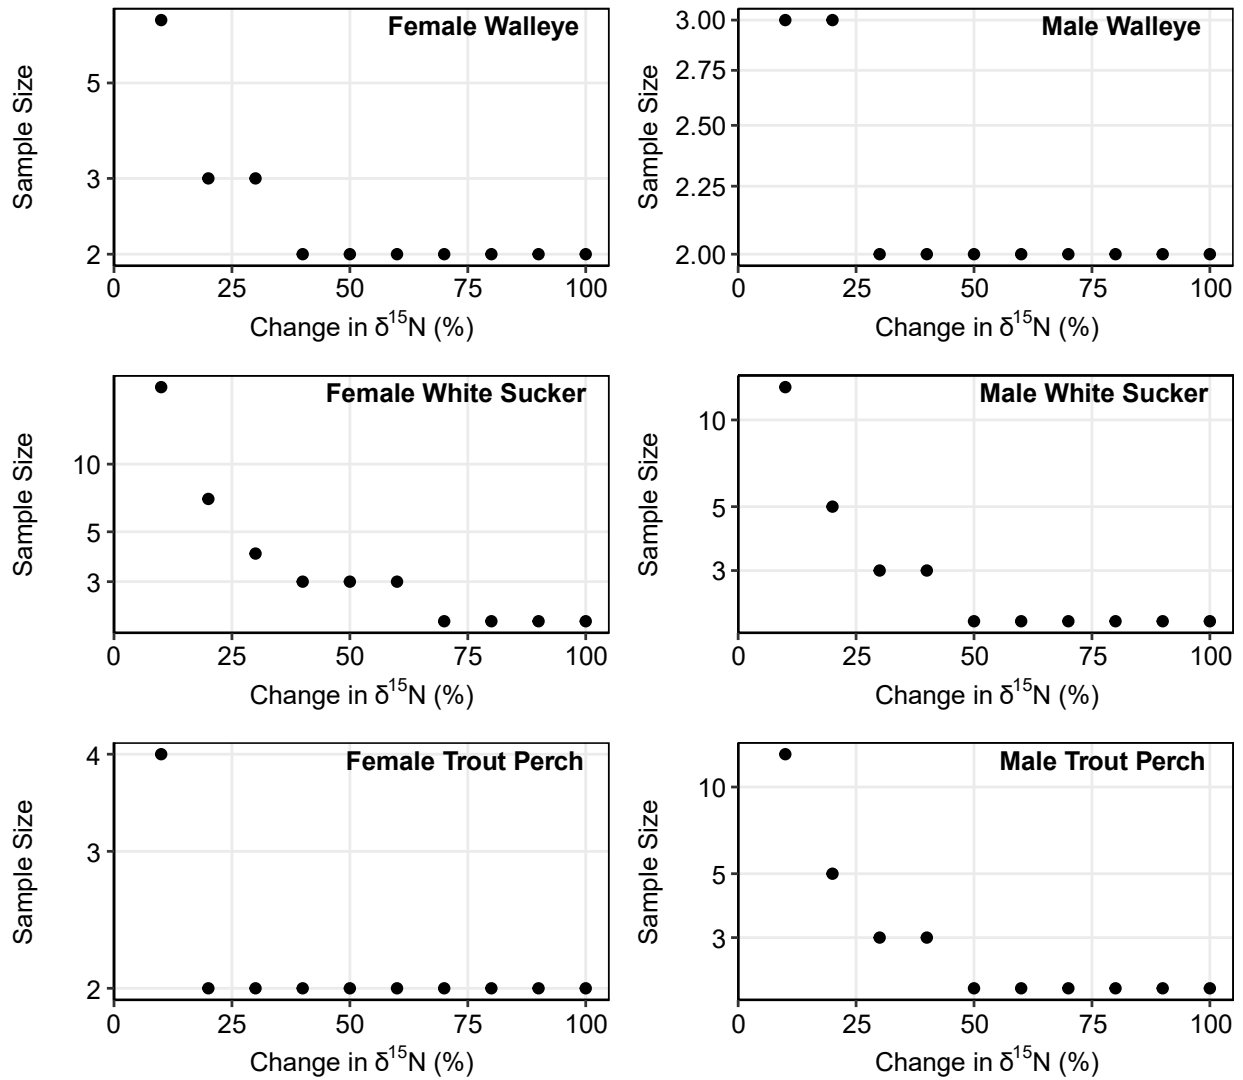 Female Walleye
Sample Size
5
3
2
0 25 50 75 100
Change in δ¹⁵N (%)
Male Walleye
Sample Size
3.00
2.75
2.50
2.25
2.00
0 25 50 75 100
Change in δ¹⁵N (%)
Female White Sucker
Sample Size
10
5
3
0 25 50 75 100
Change in δ¹⁵N (%)
Male White Sucker
Sample Size
10
5
3
0 25 50 75 100
Change in δ¹⁵N (%)
Female Trout Perch
Sample Size
4
3
2
0 25 50 75 100
Change in δ¹⁵N (%)
Male Trout Perch
Sample Size
10
5
3
0 25 50 75 100
Change in δ¹⁵N (%)